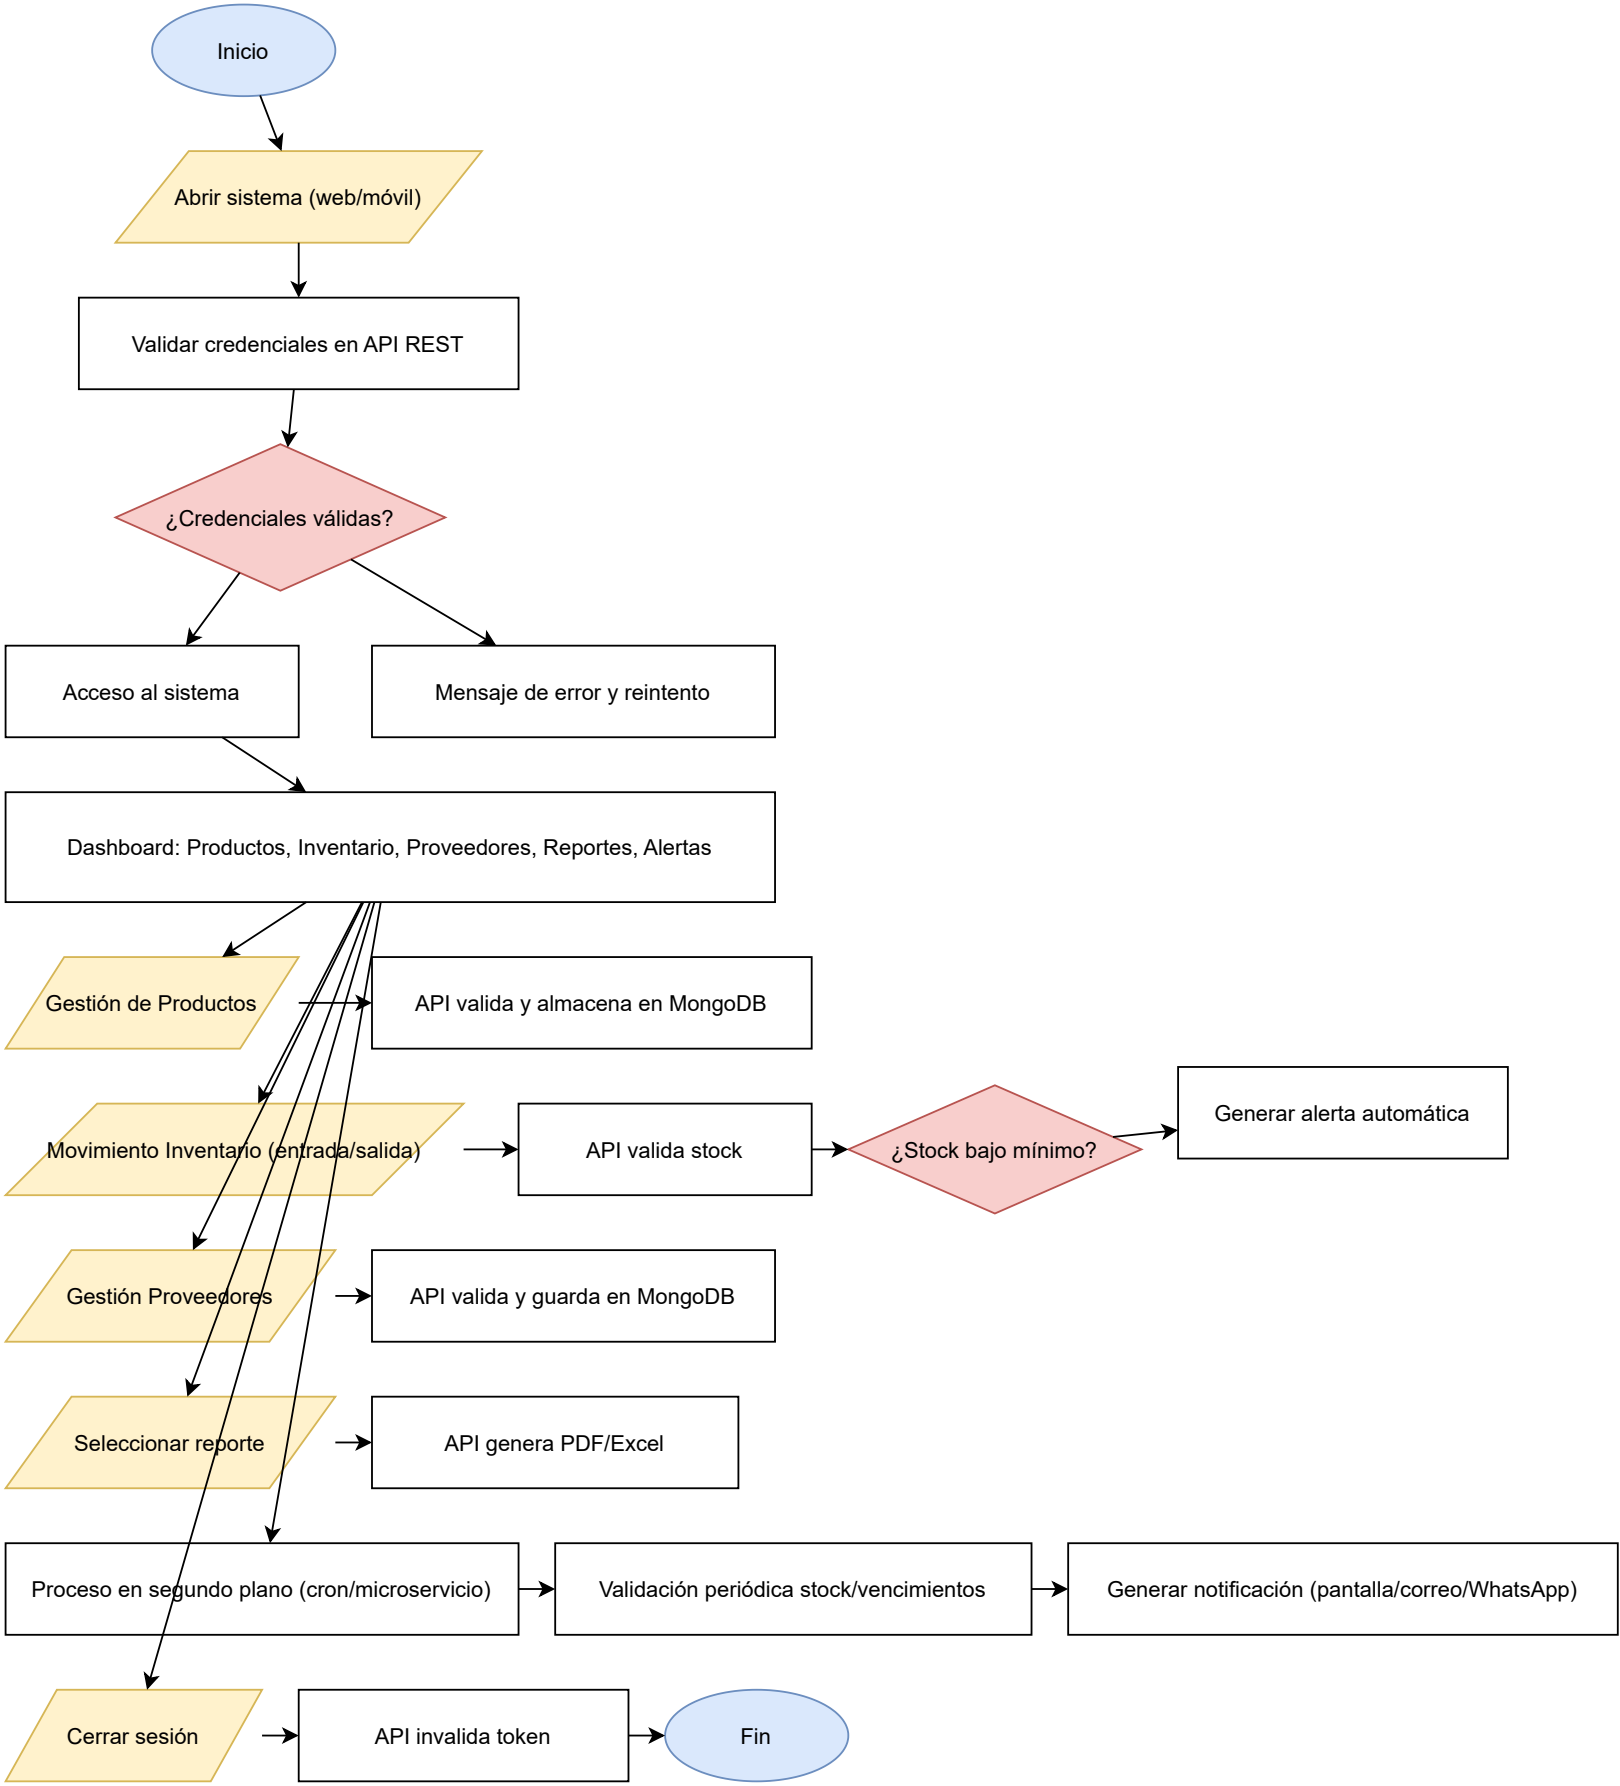 Inicio
Abrir sistema (web/móvil)
Validar credenciales en API REST
¿Credenciales válidas?
Acceso al sistema
Mensaje de error y reintento
Dashboard: Productos, Inventario, Proveedores, Reportes, Alertas
Gestión de Productos
API valida y almacena en MongoDB
Movimiento Inventario (entrada/salida)
API valida stock
¿Stock bajo mínimo?
Generar alerta automática
Gestión Proveedores
API valida y guarda en MongoDB
Seleccionar reporte
API genera PDF/Excel
Proceso en segundo plano (cron/microservicio)
Validación periódica stock/vencimientos
Generar notificación (pantalla/correo/WhatsApp)
Cerrar sesión
API invalida token
Fin